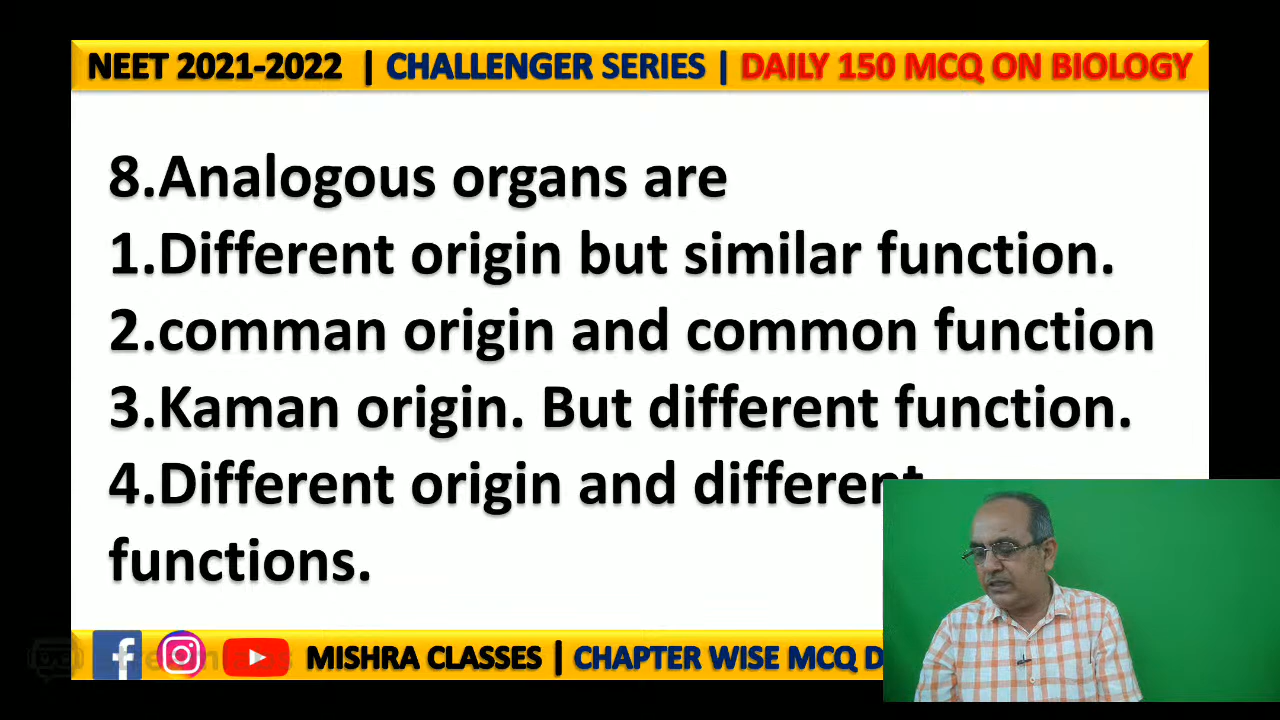 NEET 2021-2022 | CHALLENGER SERIES | DAILY 150 MCQ ON BIOLOGY
8.Analogous organs are
1.Different origin but similar function.
2.comman origin and common function
3.Kaman origin. But different function.
4.Different origin and different
functions.
MISHRA CLASSES | CHAPTER WISE MCQ D